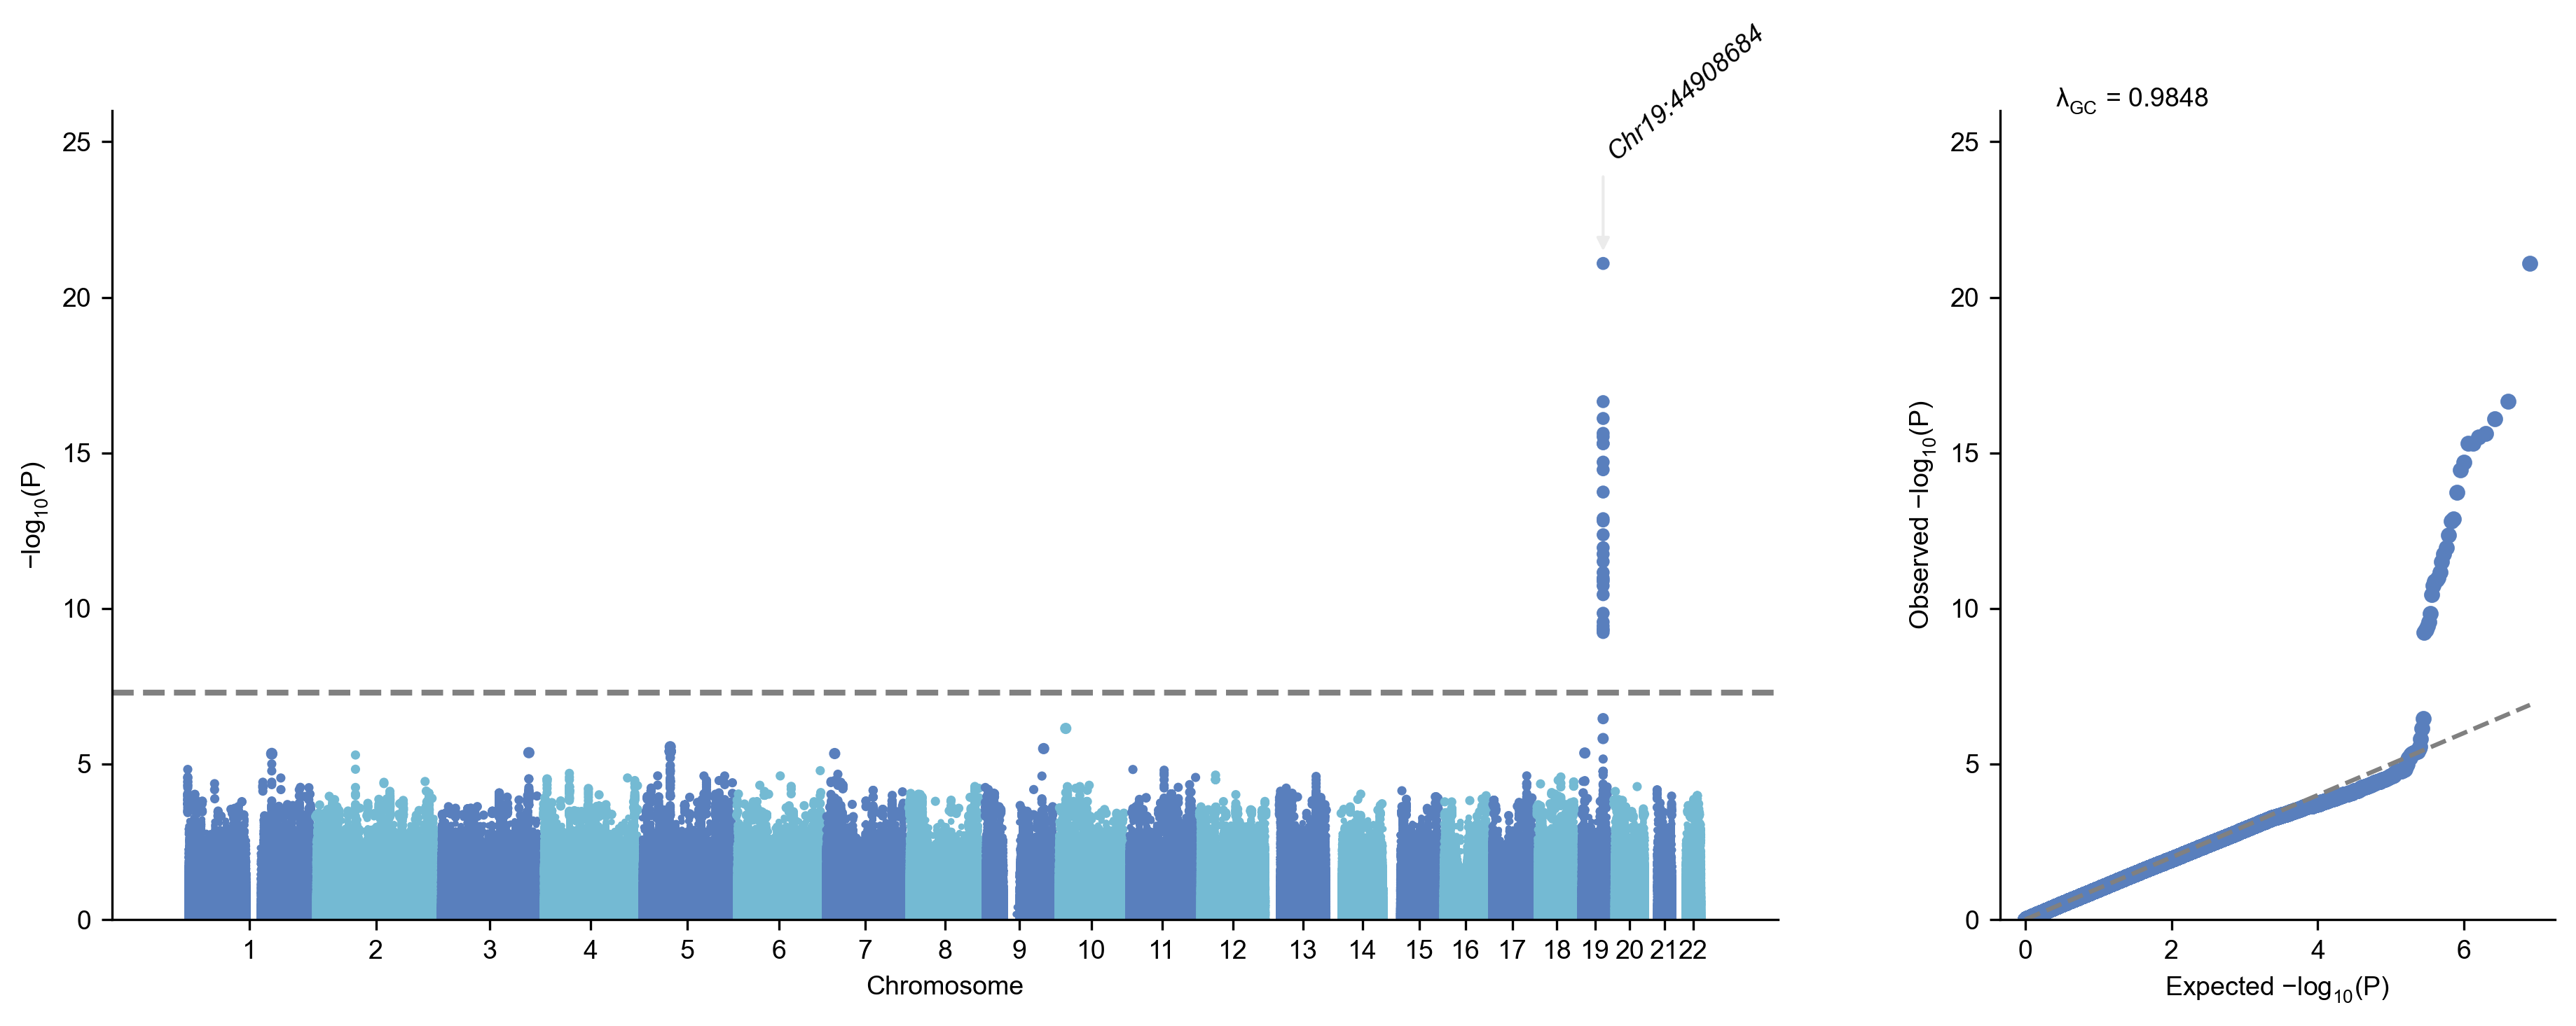 Chr19:44908684
25
20
15
10
5
0
−log10(P)
1 2 3 4 5 6 7 8 9 10 11 12 13 14 15 16 17 18 19 20 21 22
Chromosome
λGC = 0.9848
25
20
15
10
5
0
Observed −log10(P)
0 2 4 6
Expected −log10(P)